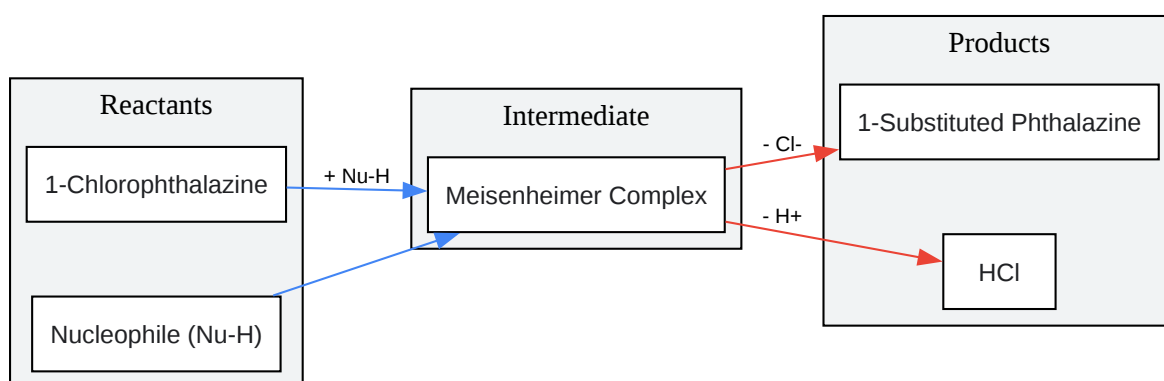 Reactants
1-Chlorophthalazine
Nucleophile (Nu-H)
+ Nu-H
Intermediate
Meisenheimer Complex
- Cl-
- H+
Products
1-Substituted Phthalazine
HCl